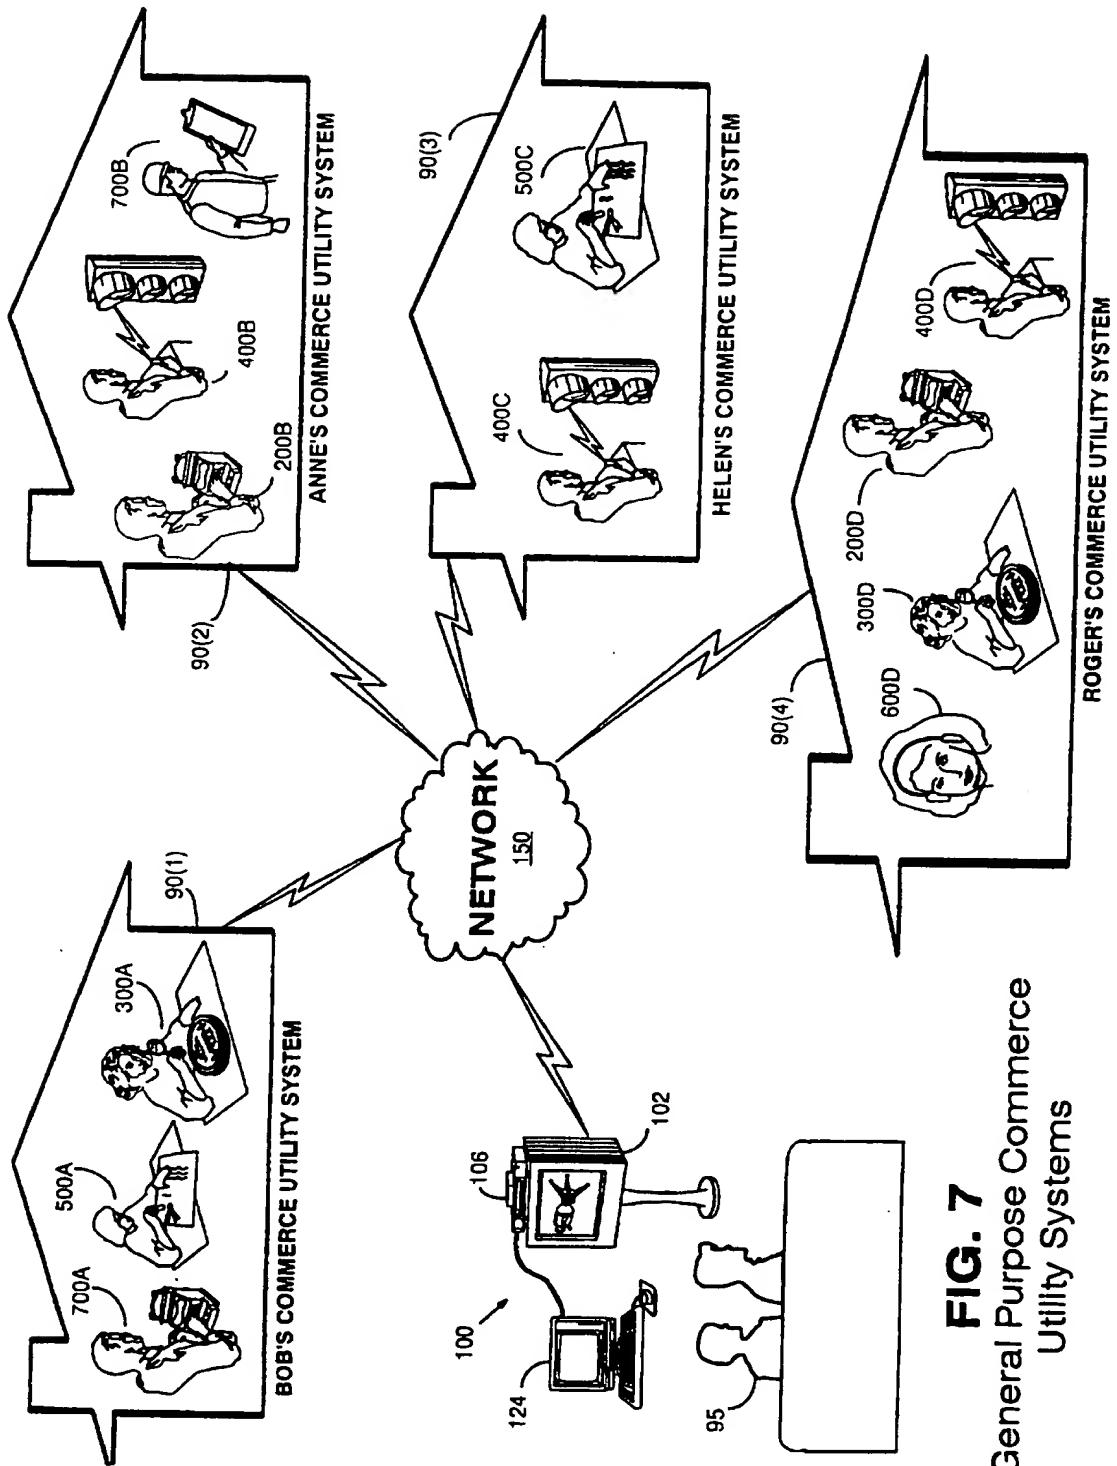 700A
500A
300A
90(1)
BOB'S COMMERCE UTILITY SYSTEM
200B
400B
700B
90(2)
ANNE'S COMMERCE UTILITY SYSTEM
NETWORK
150
90(3)
400C
500C
HELEN'S COMMERCE UTILITY SYSTEM
100
106
124
102
95
90(4)
600D
300D
200D
400D
ROGER'S COMMERCE UTILITY SYSTEM
FIG. 7
General Purpose Commerce
Utility Systems